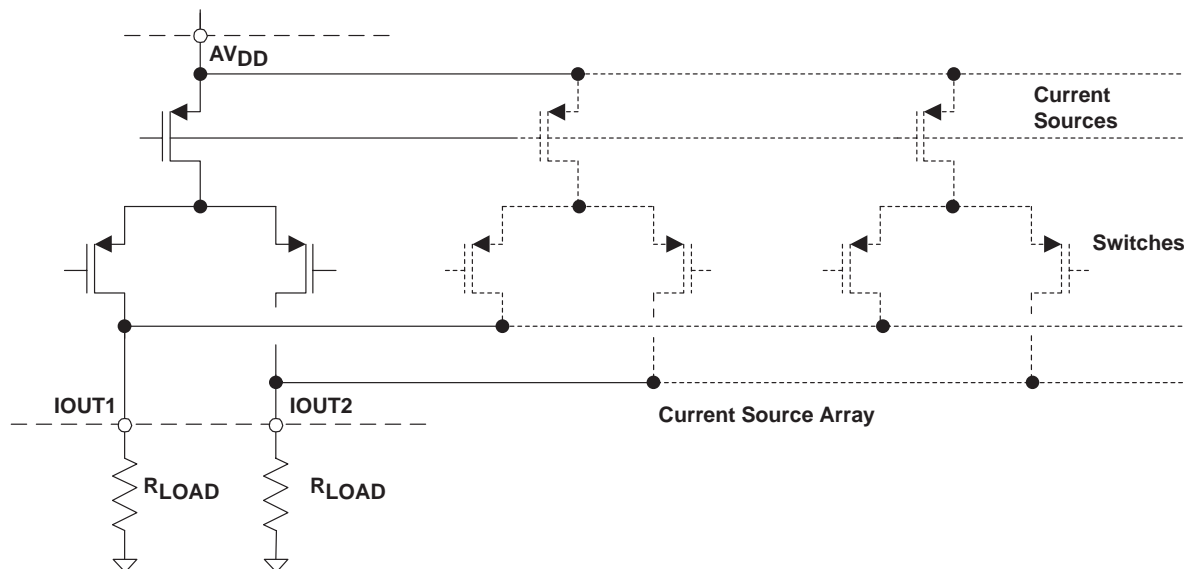 AVDD
Current
Sources
Switches
IOUT1
IOUT2
Current Source Array
RLOAD
RLOAD